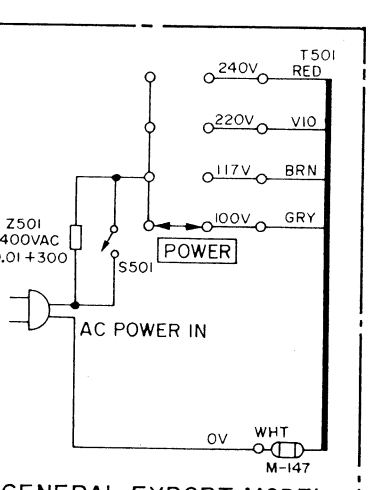 T501
240V RED
220V VIO
117V BRN
100V GRY
Z501
400VAC
.01+300
S501
POWER
AC POWER IN
0V WHT
M-147